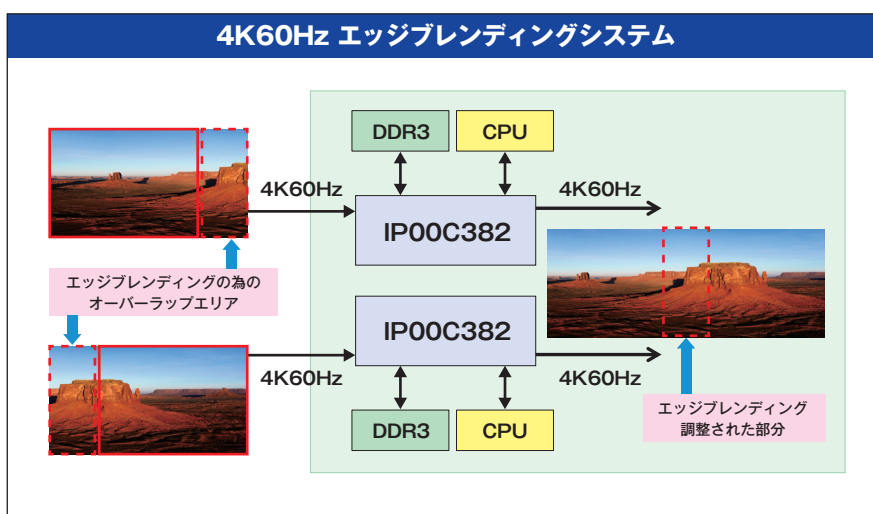 4K60Hz エッジブレンディングシステム
DDR3
CPU
4K60Hz
4K60Hz
IP00C382
エッジブレンディングの為の
オーバーラップエリア
IP00C382
4K60Hz
4K60Hz
DDR3
CPU
エッジブレンディング
調整された部分